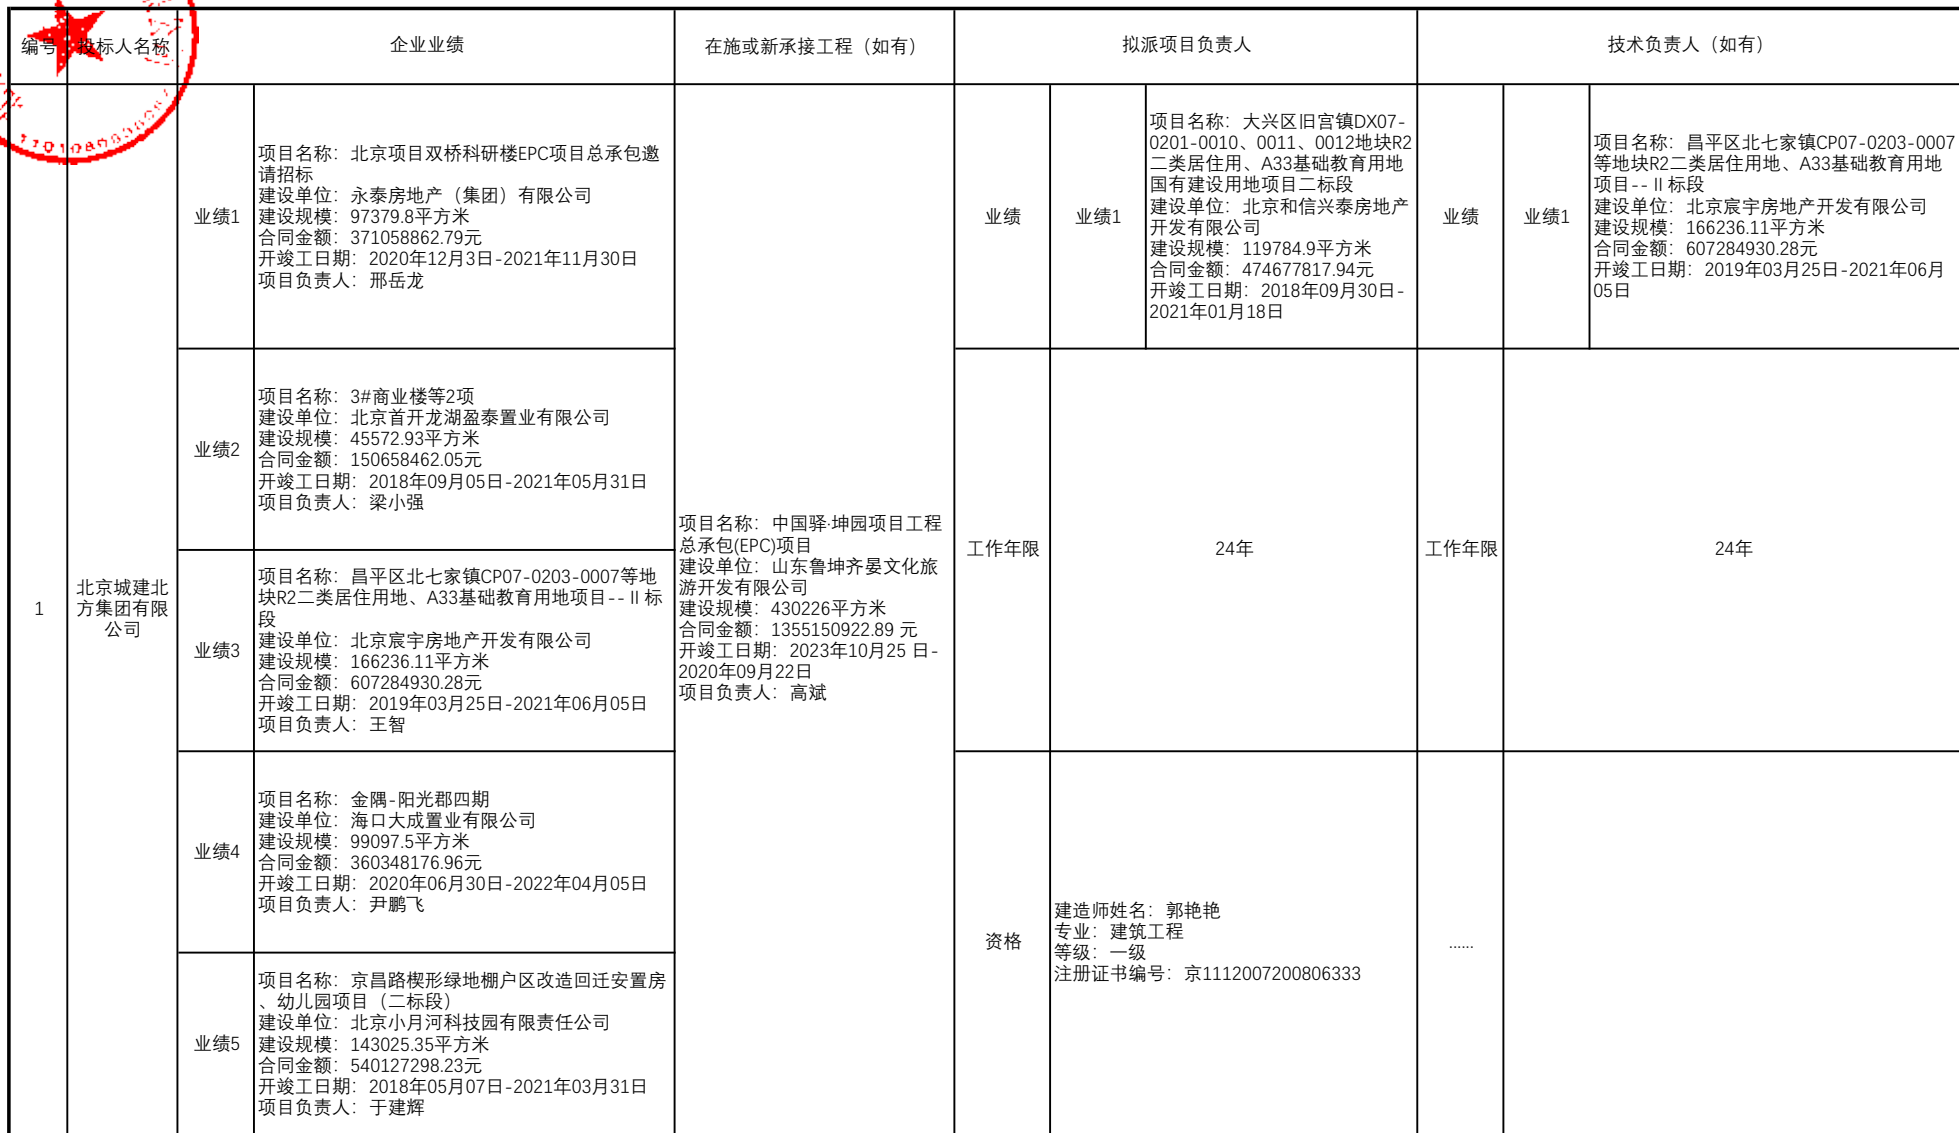 编号
投标人名称
企业业绩
在施或新承接工程（如有）
拟派项目负责人
技术负责人（如有）
1
北京城建北
方集团有限
公司
业绩1
项目名称：北京项目双桥科研楼EPC项目总承包邀
请招标
建设单位：永泰房地产（集团）有限公司
建设规模：97379.8平方米
合同金额：371058862.79元
开竣工日期：2020年12月3日-2021年11月30日
项目负责人：邢岳龙
业绩2
项目名称：3#商业楼等2项
建设单位：北京首开龙湖盈泰置业有限公司
建设规模：45572.93平方米
合同金额：150658462.05元
开竣工日期：2018年09月05日-2021年05月31日
项目负责人：梁小强
业绩3
项目名称：昌平区北七家镇CP07-0203-0007等地
块R2二类居住用地、A33基础教育用地项目--Ⅱ标
段
建设单位：北京宸宇房地产开发有限公司
建设规模：166236.11平方米
合同金额：607284930.28元
开竣工日期：2019年03月25日-2021年06月05日
项目负责人：王智
业绩4
项目名称：金隅-阳光郡四期
建设单位：海口大成置业有限公司
建设规模：99097.5平方米
合同金额：360348176.96元
开竣工日期：2020年06月30日-2022年04月05日
项目负责人：尹鹏飞
业绩5
项目名称：京昌路楔形绿地棚户区改造回迁安置房
、幼儿园项目（二标段）
建设单位：北京小月河科技园有限责任公司
建设规模：143025.35平方米
合同金额：540127298.23元
开竣工日期：2018年05月07日-2021年03月31日
项目负责人：于建辉
项目名称：中国驿·坤园项目工程
总承包(EPC)项目
建设单位：山东鲁坤齐晏文化旅
游开发有限公司
建设规模：430226平方米
合同金额：1355150922.89 元
开竣工日期：2023年10月25 日-
2020年09月22日
项目负责人：高斌
业绩
业绩1
项目名称：大兴区旧宫镇DX07-
0201-0010、0011、0012地块R2
二类居住用、A33基础教育用地
国有建设用地项目二标段
建设单位：北京和信兴泰房地产
开发有限公司
建设规模：119784.9平方米
合同金额：474677817.94元
开竣工日期：2018年09月30日-
2021年01月18日
业绩
业绩1
项目名称：昌平区北七家镇CP07-0203-0007
等地块R2二类居住用地、A33基础教育用地
项目--Ⅱ标段
建设单位：北京宸宇房地产开发有限公司
建设规模：166236.11平方米
合同金额：607284930.28元
开竣工日期：2019年03月25日-2021年06月
05日
工作年限
24年
工作年限
24年
资格
建造师姓名：郭艳艳
专业：建筑工程
等级：一级
注册证书编号：京1112007200806333
......